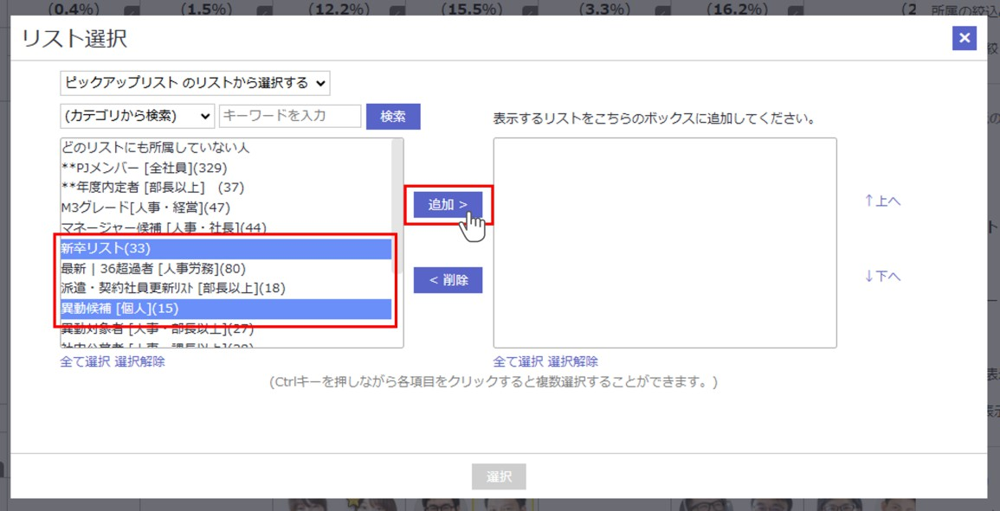 (0.4%) (1.5%) (12.2%) (15.5%) (3.3%) (16.2%) (2 所属の絞込
リスト選択
ピックアップリスト のリストから選択する
(カテゴリから検索) キーワードを入力 検索
表示するリストをこちらのボックスに追加してください。
どのリストにも所属していない人
**PJメンバー [全社員](329)
**年度内定者 [部長以上] (37)
M3グレード[人事・経営](47)
マネージャー候補 [人事・社長](44)
新卒リスト(33)
最新 | 36超過者 [人事労務](80)
派遣・契約社員更新ﾘｽﾄ [部長以上](18)
異動候補 [個人](15)
異動対象者 [人事・部長以上](27)
追加 >
< 削除
↑上へ
↓下へ
全て選択 選択解除
全て選択 選択解除
(Ctrlキーを押しながら各項目をクリックすると複数選択することができます。)
選択